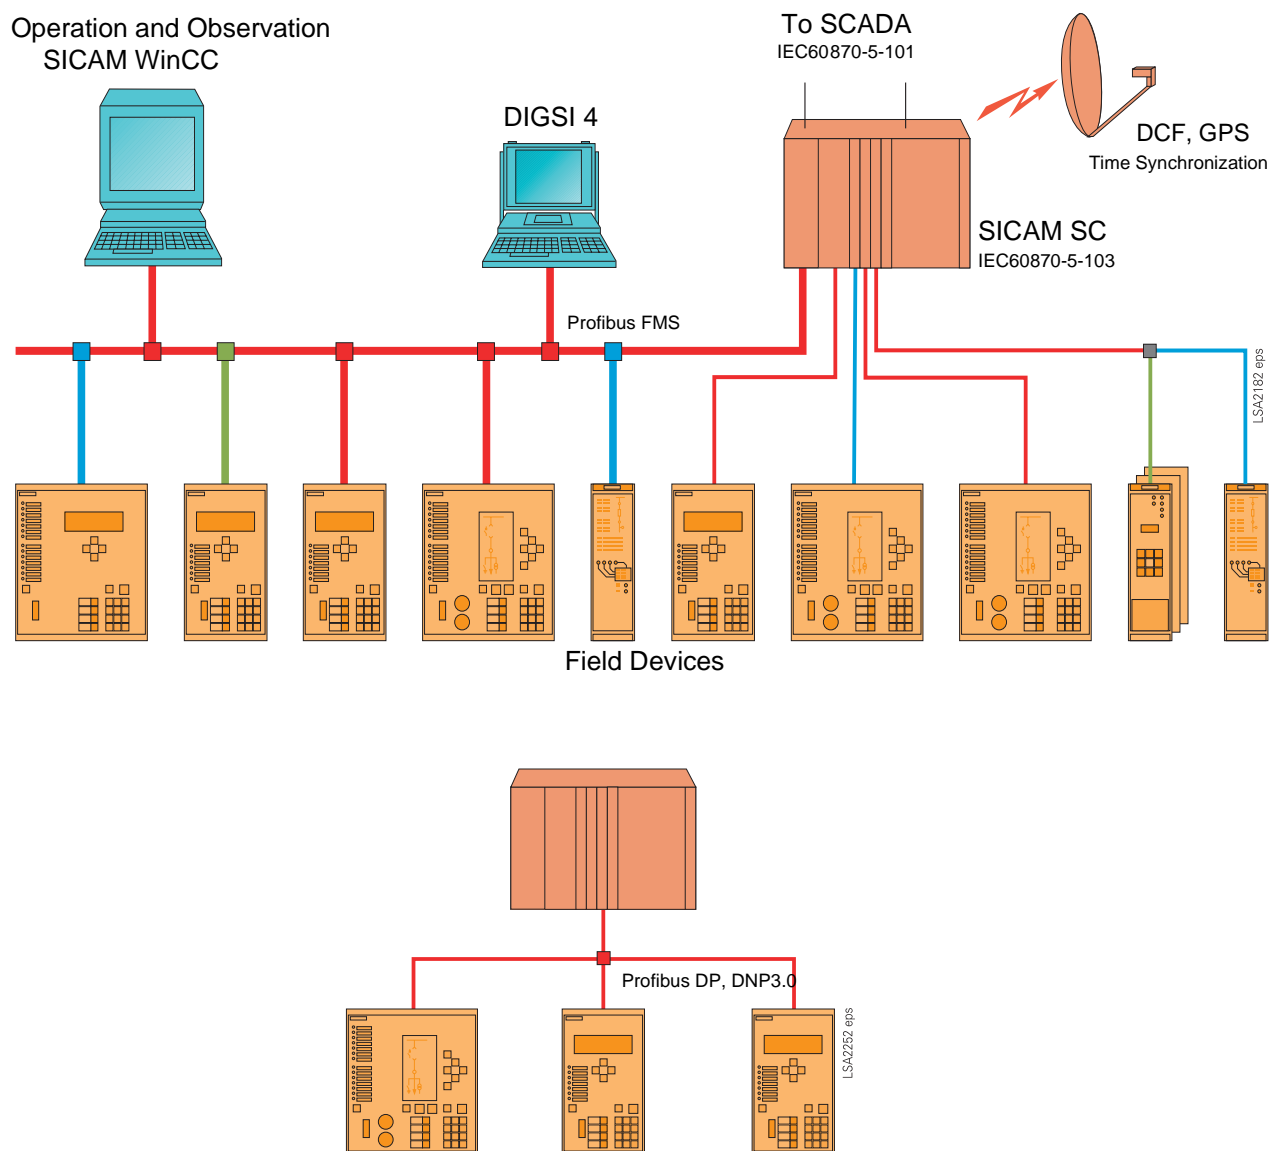 Operation and Observation
SICAM WinCC
To SCADA
IEC60870-5-101
DIGSI 4
DCF, GPS
Time Synchronization
SICAM SC
IEC60870-5-103
Profibus FMS
LSA2182 eps
Field Devices
Profibus DP, DNP3.0
LSA2252 eps